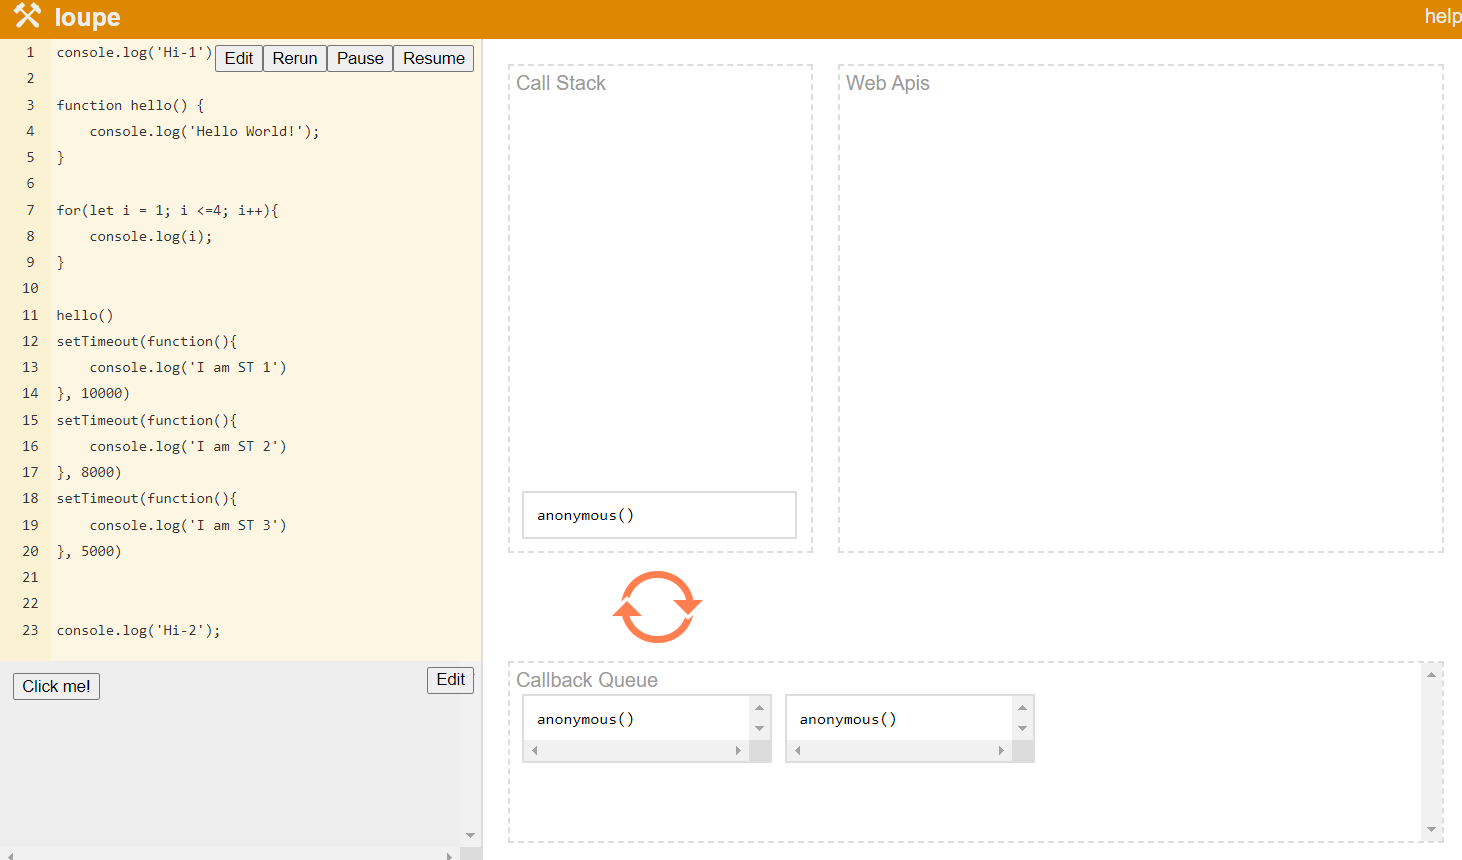 loupe
help
1 console.log('Hi-1')
Edit Rerun Pause Resume
2
3 function hello() {
4     console.log('Hello World!');
5 }
6
7 for(let i = 1; i <=4; i++){
8     console.log(i);
9 }
10
11 hello()
12 setTimeout(function(){
13     console.log('I am ST 1')
14 }, 10000)
15 setTimeout(function(){
16     console.log('I am ST 2')
17 }, 8000)
18 setTimeout(function(){
19     console.log('I am ST 3')
20 }, 5000)
21
22
23 console.log('Hi-2');
Click me!
Edit
Call Stack
anonymous()
Web Apis
Callback Queue
anonymous()
anonymous()